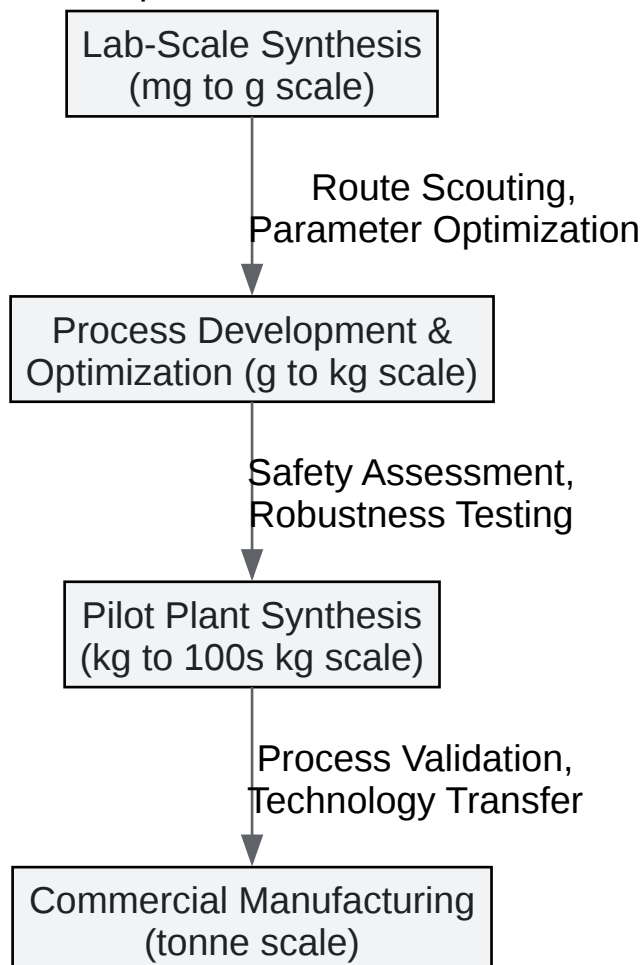 Lab-Scale Synthesis
(mg to g scale)
Route Scouting,
Parameter Optimization
Process Development &
Optimization (g to kg scale)
Safety Assessment,
Robustness Testing
Pilot Plant Synthesis
(kg to 100s kg scale)
Process Validation,
Technology Transfer
Commercial Manufacturing
(tonne scale)